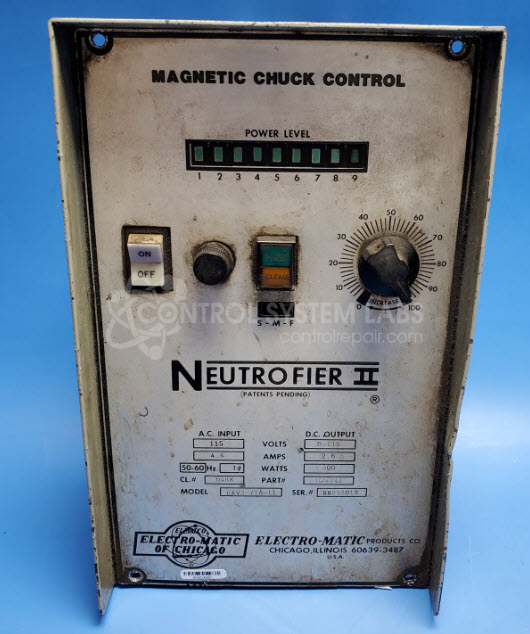 MAGNETIC CHUCK CONTROL
POWER LEVEL
1 2 3 4 5 6 7 8 9
ON
OFF
S-M-F
0 10 20 30 40 50 60 70 80 90 100
INCREASE
CONTROL SYSTEM LABS
controlrepair.com
NEUTROFIER II
(PATENTS PENDING)
®
A.C. INPUT D.C. OUTPUT
115 VOLTS
AMPS 2.6
50-60 Hz 1ø WATTS 300
CL.# PART#
MODEL SER.#
ELMATCO
ELECTRO-MATIC
OF CHICAGO
ELECTRO-MATIC PRODUCTS CO.
CHICAGO, ILLINOIS 60639-3487
U.S.A.